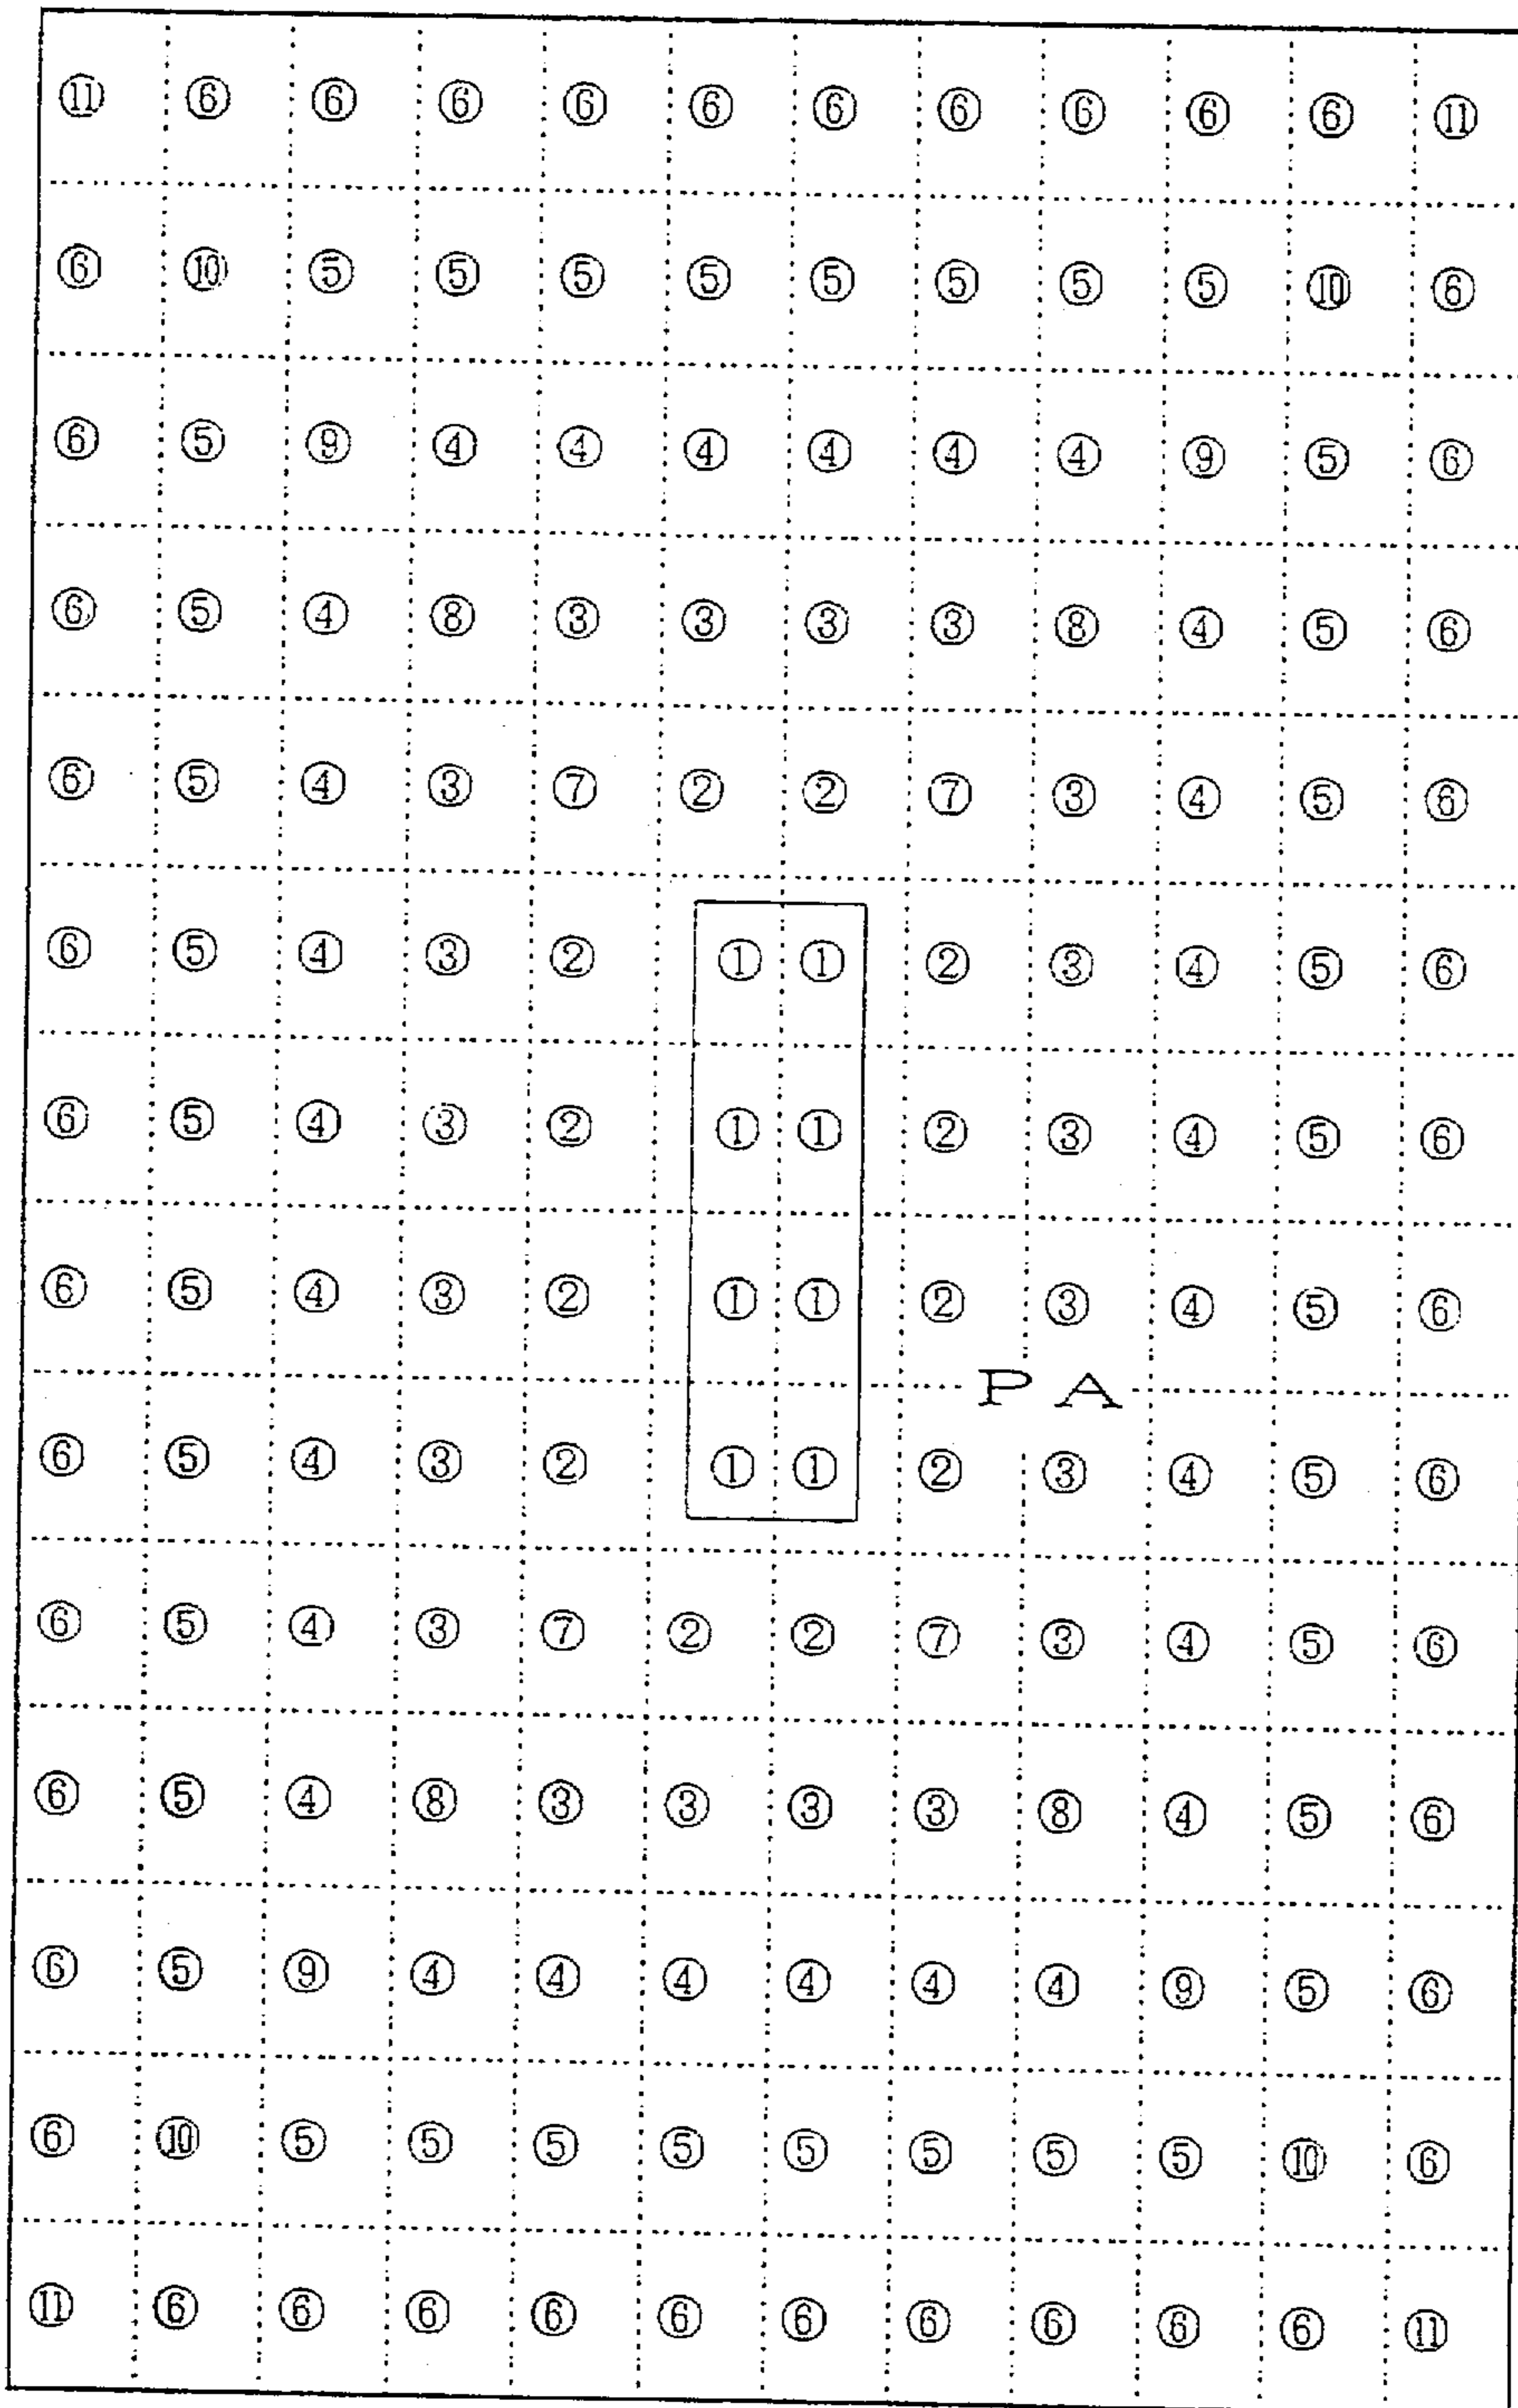 ⑪ ⑥ ⑥ ⑥ ⑥ ⑥ ⑥ ⑥ ⑥ ⑥ ⑥ ⑪
⑥ ⑩ ⑤ ⑤ ⑤ ⑤ ⑤ ⑤ ⑤ ⑤ ⑩ ⑥
⑥ ⑤ ⑨ ④ ④ ④ ④ ④ ④ ⑨ ⑤ ⑥
⑥ ⑤ ④ ⑧ ③ ③ ③ ③ ⑧ ④ ⑤ ⑥
⑥ ⑤ ④ ③ ⑦ ② ② ⑦ ③ ④ ⑤ ⑥
⑥ ⑤ ④ ③ ② ① ① ② ③ ④ ⑤ ⑥
⑥ ⑤ ④ ③ ② ① ① ② ③ ④ ⑤ ⑥
⑥ ⑤ ④ ③ ② ① ① ② ③ ④ ⑤ ⑥
PA
⑥ ⑤ ④ ③ ② ① ① ② ③ ④ ⑤ ⑥
⑥ ⑤ ④ ③ ⑦ ② ② ⑦ ③ ④ ⑤ ⑥
⑥ ⑤ ④ ⑧ ③ ③ ③ ③ ⑧ ④ ⑤ ⑥
⑥ ⑤ ⑨ ④ ④ ④ ④ ④ ④ ⑨ ⑤ ⑥
⑥ ⑩ ⑤ ⑤ ⑤ ⑤ ⑤ ⑤ ⑤ ⑤ ⑩ ⑥
⑪ ⑥ ⑥ ⑥ ⑥ ⑥ ⑥ ⑥ ⑥ ⑥ ⑥ ⑪